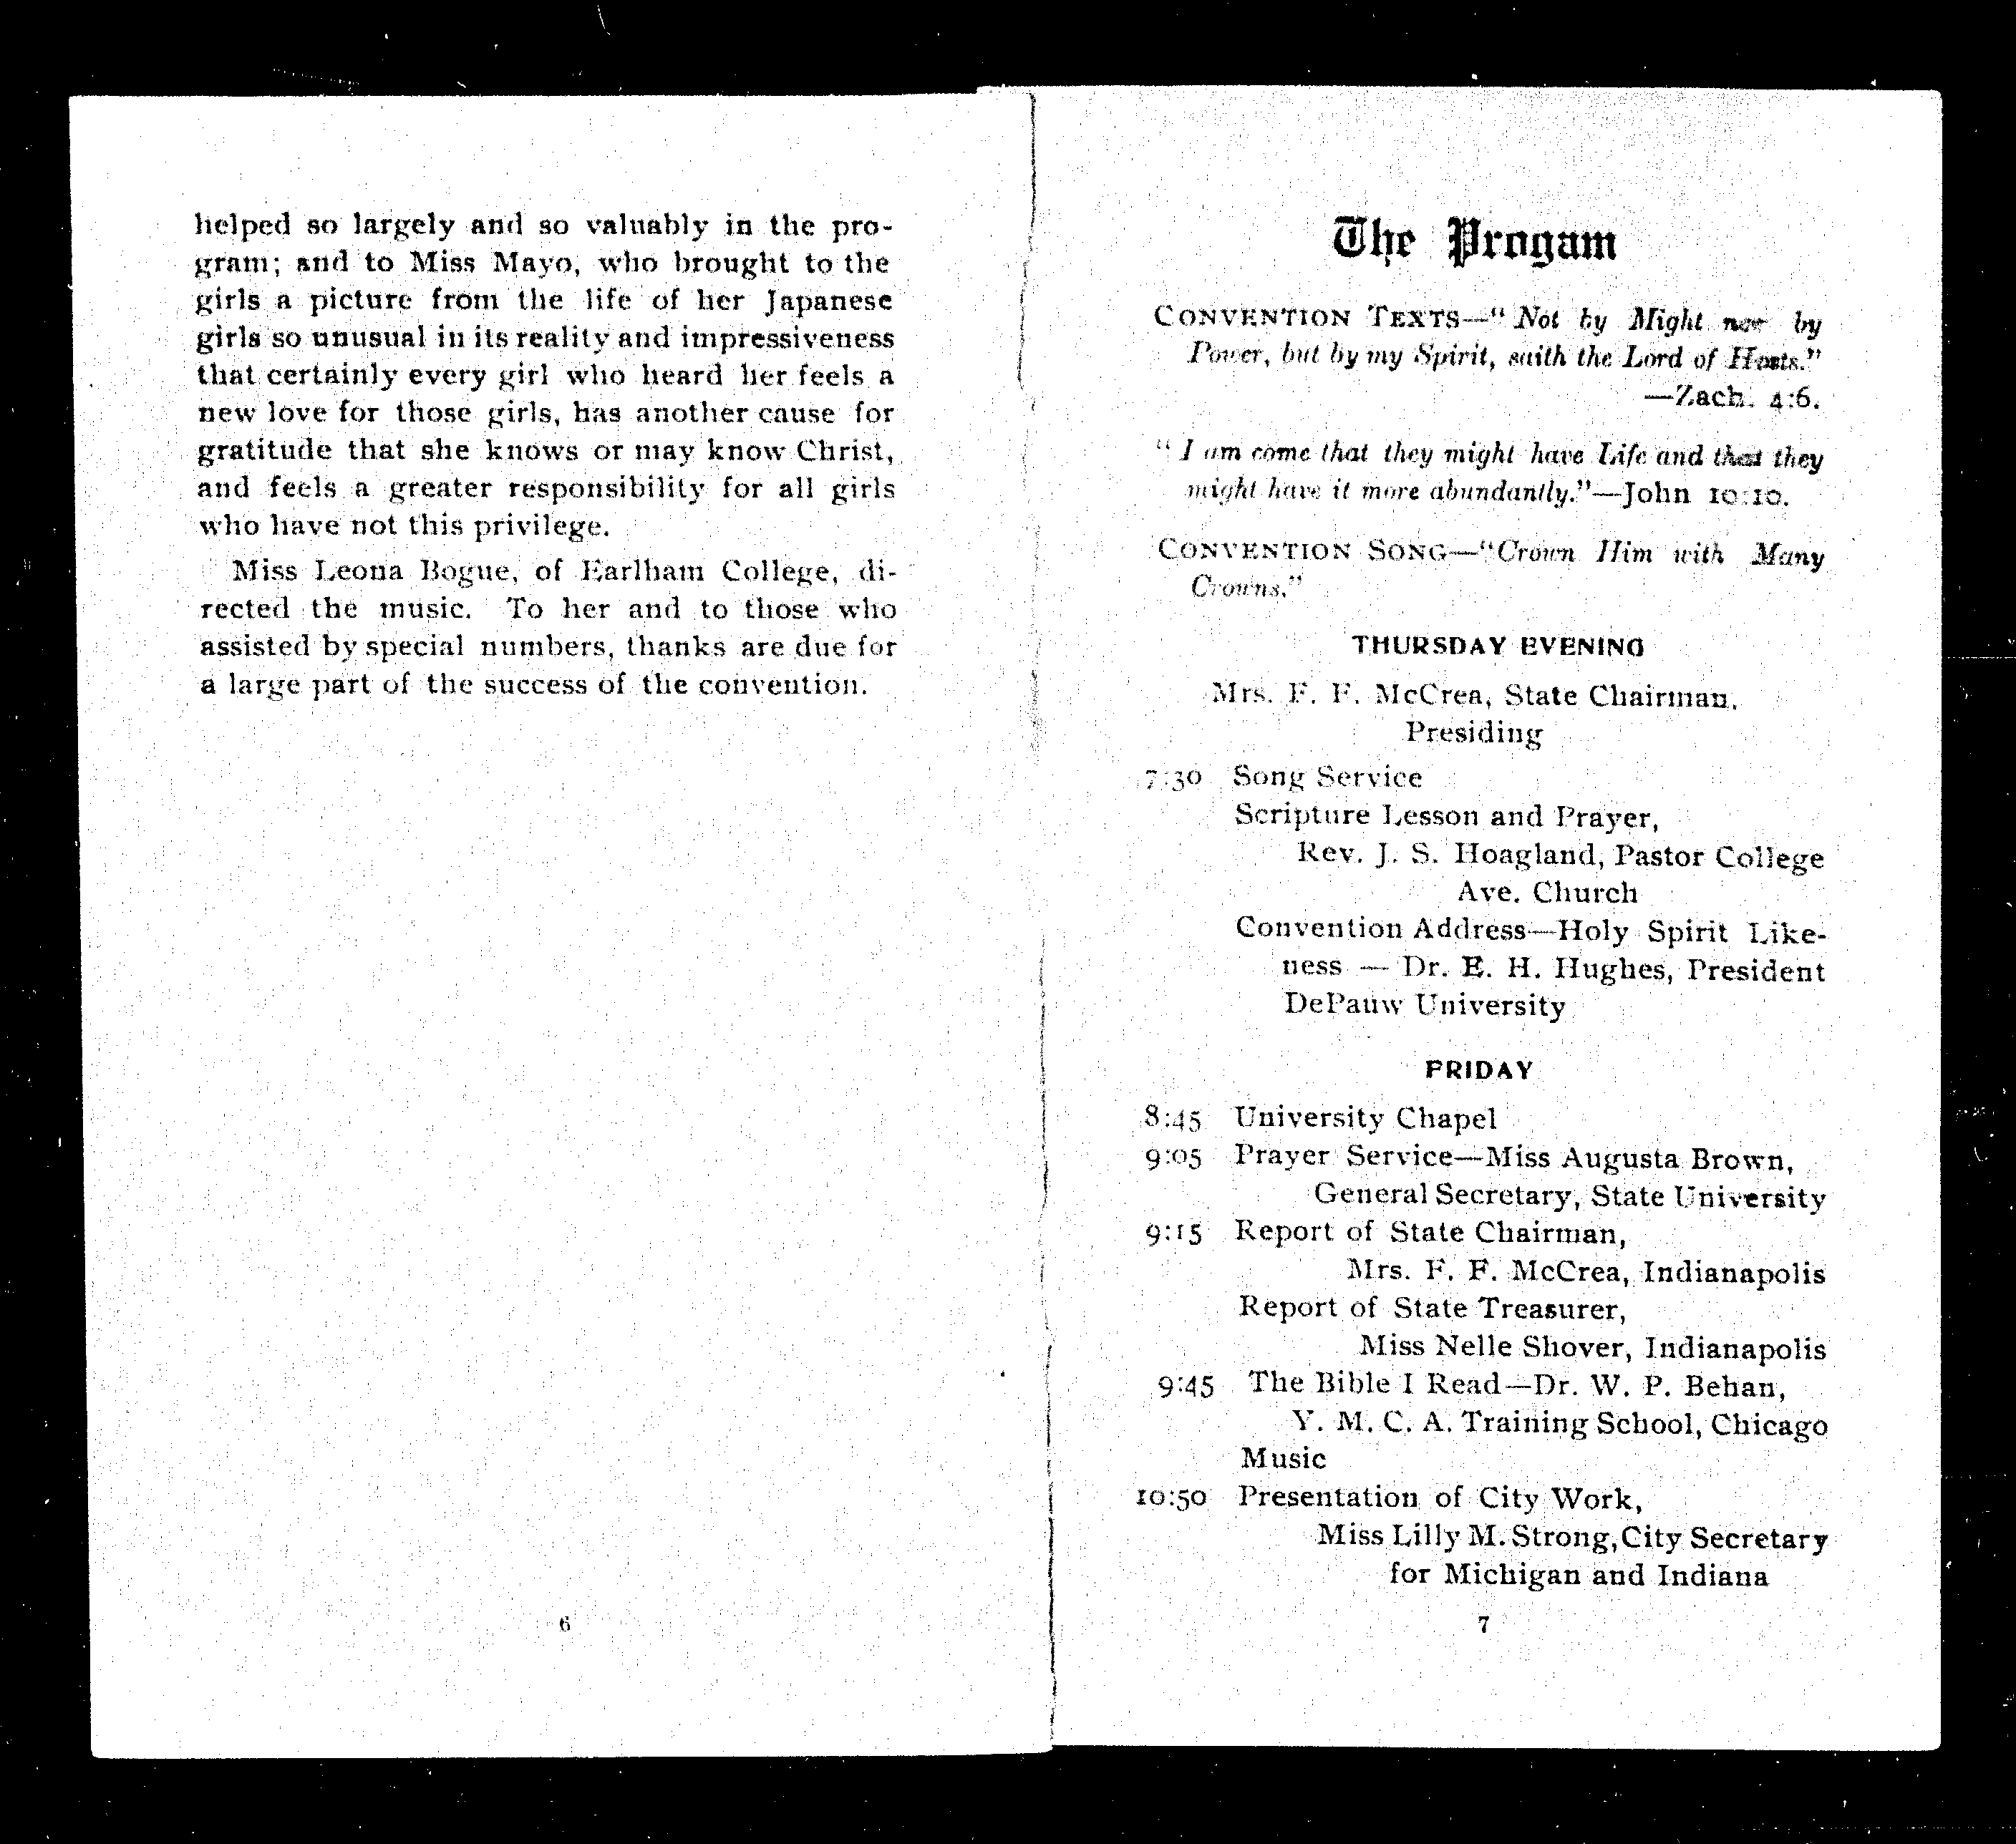 helped so largely and so valuably in the pro-
gram; and to Miss Mayo, who brought to the
girls a picture from the life of her Japanese
girls so unusual in its reality and impressiveness
that certainly every girl who heard her feels a
new love for those girls, has another cause for
gratitude that she knows or may know Christ,
and feels a greater responsibility for all girls
who have not this privilege.
Miss Leona Bogue, of Earlham College, di-
rected the music. To her and to those who
assisted by special numbers, thanks are due for
a large part of the success of the convention.
6
The Progam
CONVENTION TEXTS—"Not by Might nor by
Power, but by my Spirit, saith the Lord of Hosts."
—Zach. 4:6.
"I am come that they might have Life and that they
might have it more abundantly."—John 10:10.
CONVENTION SONG—"Crown Him with Many
Crowns."
THURSDAY EVENING
Mrs. F. F. McCrea, State Chairman,
Presiding
7:30 Song Service
Scripture Lesson and Prayer,
Rev. J. S. Hoagland, Pastor College
Ave. Church
Convention Address—Holy Spirit Like-
ness — Dr. E. H. Hughes, President
DePauw University
FRIDAY
8:45 University Chapel
9:05 Prayer Service—Miss Augusta Brown,
General Secretary, State University
9:15 Report of State Chairman,
Mrs. F. F. McCrea, Indianapolis
Report of State Treasurer,
Miss Nelle Shover, Indianapolis
9:45 The Bible I Read—Dr. W. P. Behan,
Y. M. C. A. Training School, Chicago
Music
10:50 Presentation of City Work,
Miss Lilly M. Strong, City Secretary
for Michigan and Indiana
7